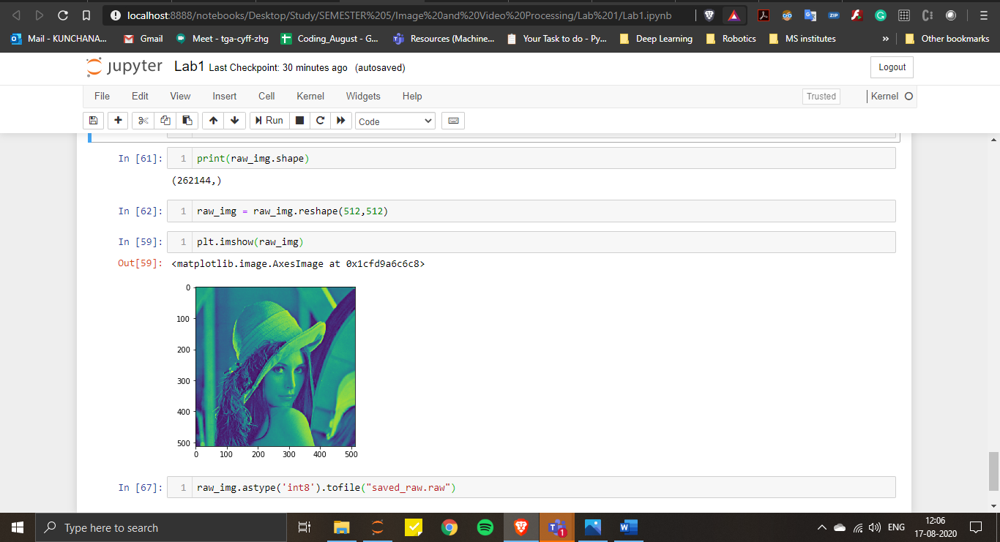 localhost:8888/notebooks/Desktop/Study/SEMESTER%205/Image%20and%20Video%20Processing/Lab%201/Lab1.ipynb
Mail - KUNCHANA... Gmail Meet - tga-cyff-zhg Coding_August - G... Resources (Machine... Your Task to do - Py... Deep Learning Robotics MS institutes » Other bookmarks
jupyter Lab1 Last Checkpoint: 30 minutes ago (autosaved) Logout
File Edit View Insert Cell Kernel Widgets Help Trusted Kernel
Run Code
In [61]: 1 print(raw_img.shape)
(262144,)
In [62]: 1 raw_img = raw_img.reshape(512,512)
In [59]: 1 plt.imshow(raw_img)
Out[59]: <matplotlib.image.AxesImage at 0x1cfd9a6c6c8>
0
100
200
300
400
500
0 100 200 300 400 500
In [67]: 1 raw_img.astype('int8').tofile("saved_raw.raw")
Type here to search 1 ENG 12:06
17-08-2020